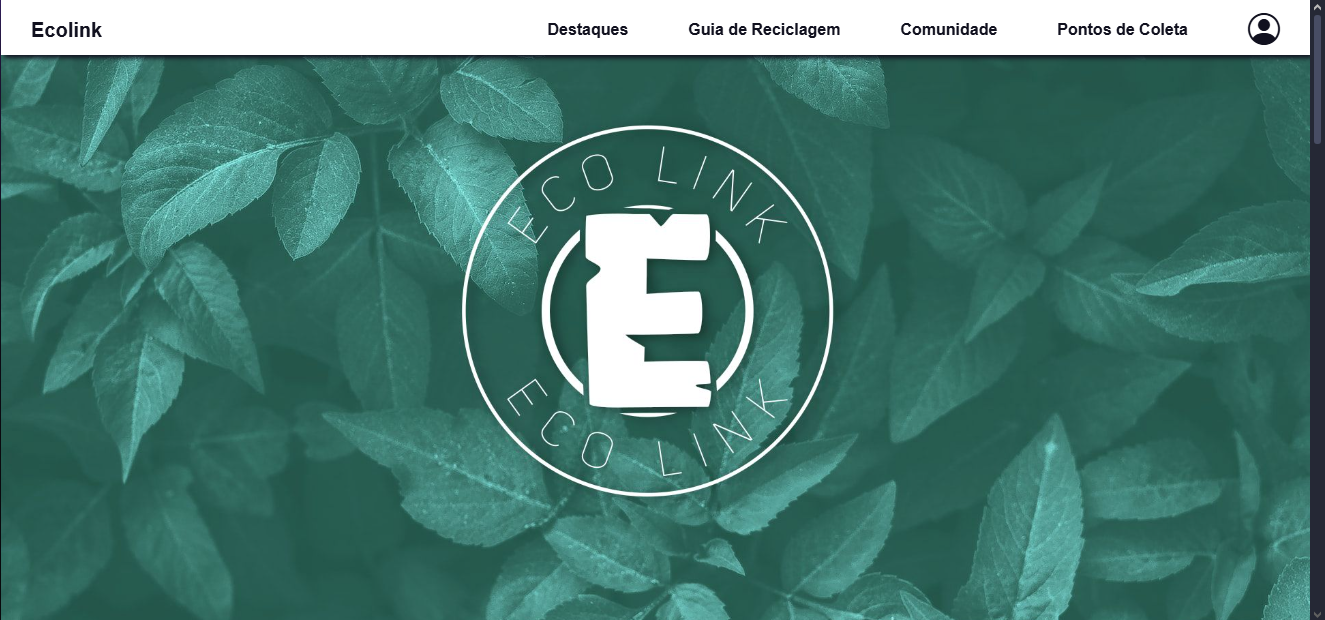 Ecolink
Destaques
Guia de Reciclagem
Comunidade
Pontos de Coleta
ECO LINK
E
ECO LINK